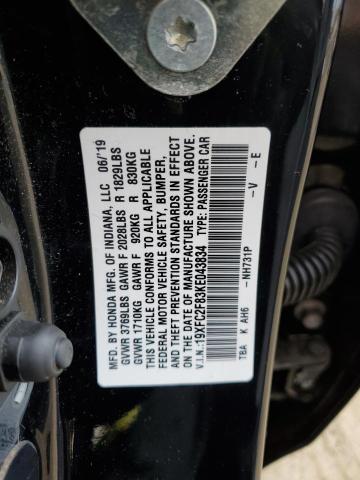 MFD. BY HONDA MFG. OF INDIANA, LLC 06/19
GVWR 3769LBS GAWR F 2028LBS R 1829LBS
GVWR 1710KG GAWR F 920KG R 830KG
THIS VEHICLE CONFORMS TO ALL APPLICABLE
FEDERAL MOTOR VEHICLE SAFETY, BUMPER,
AND THEFT PREVENTION STANDARDS IN EFFECT
ON THE DATE OF MANUFACTURE SHOWN ABOVE.
V.I.N.:19XFC2F83KE043834 TYPE: PASSENGER CAR
TBA K AH6 -NH731P -V -E